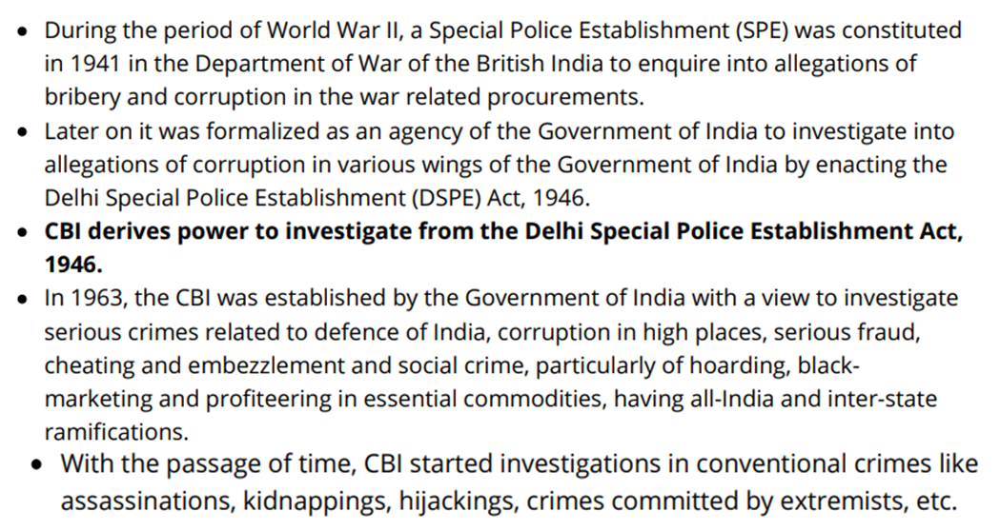 • During the period of World War II, a Special Police Establishment (SPE) was constituted
in 1941 in the Department of War of the British India to enquire into allegations of
bribery and corruption in the war related procurements.
• Later on it was formalized as an agency of the Government of India to investigate into
allegations of corruption in various wings of the Government of India by enacting the
Delhi Special Police Establishment (DSPE) Act, 1946.
• CBI derives power to investigate from the Delhi Special Police Establishment Act,
1946.
• In 1963, the CBI was established by the Government of India with a view to investigate
serious crimes related to defence of India, corruption in high places, serious fraud,
cheating and embezzlement and social crime, particularly of hoarding, black-
marketing and profiteering in essential commodities, having all-India and inter-state
ramifications.
• With the passage of time, CBI started investigations in conventional crimes like
assassinations, kidnappings, hijackings, crimes committed by extremists, etc.